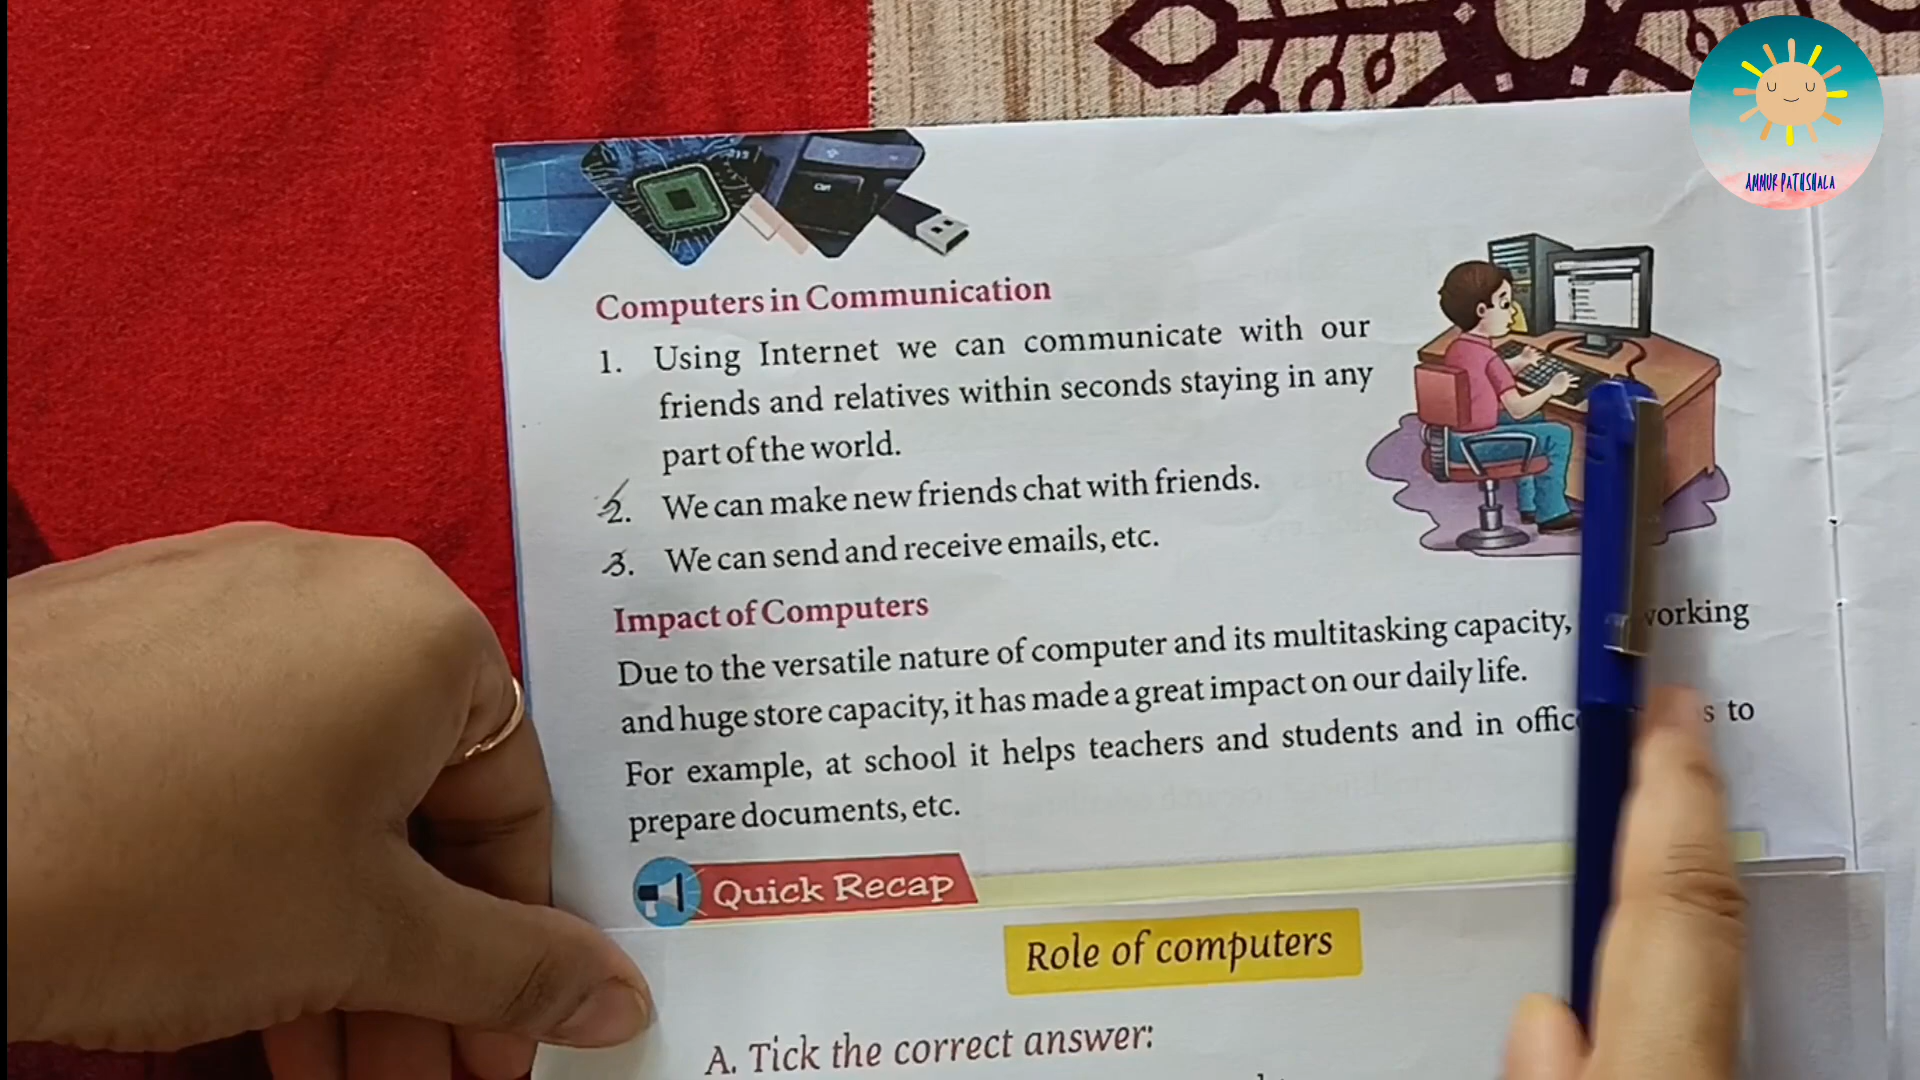 AMMUR PATHSHALA
Computers in Communication
1. Using Internet we can communicate with our
friends and relatives within seconds staying in any
part of the world.
2. We can make new friends chat with friends.
3. We can send and receive emails, etc.
Impact of Computers
Due to the versatile nature of computer and its multitasking capacity, working
and huge store capacity, it has made a great impact on our daily life.
For example, at school it helps teachers and students and in to
prepare documents, etc.
Quick Recap
Role of computers
A. Tick the correct answer: